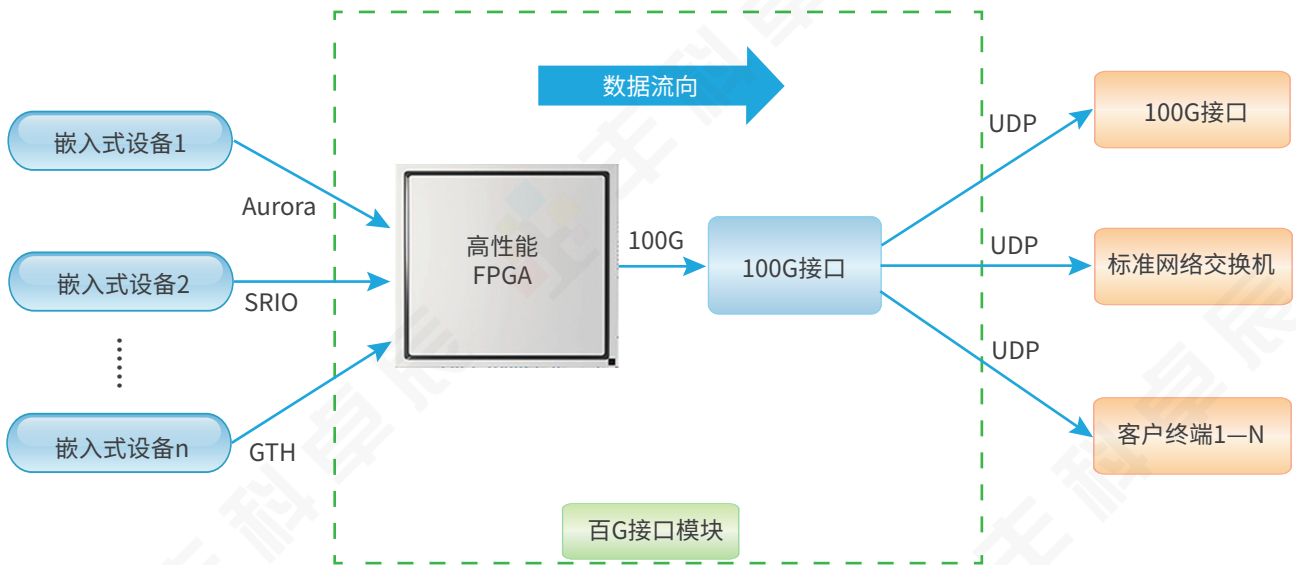 数据流向
嵌入式设备1
Aurora
嵌入式设备2
SRIO
嵌入式设备n
GTH
高性能
FPGA
100G
100G接口
UDP
100G接口
UDP
标准网络交换机
UDP
客户终端1—N
百G接口模块